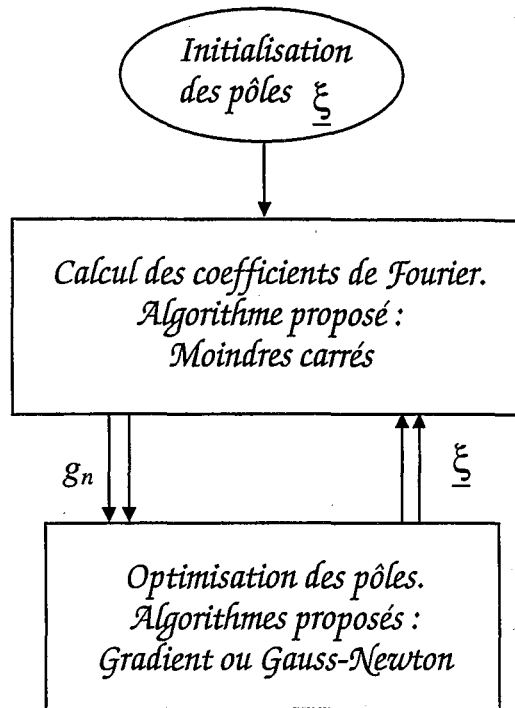 Initialisation
des pôles ξ
Calcul des coefficients de Fourier.
Algorithme proposé :
Moindres carrés
gn
ξ
Optimisation des pôles.
Algorithmes proposés :
Gradient ou Gauss-Newton